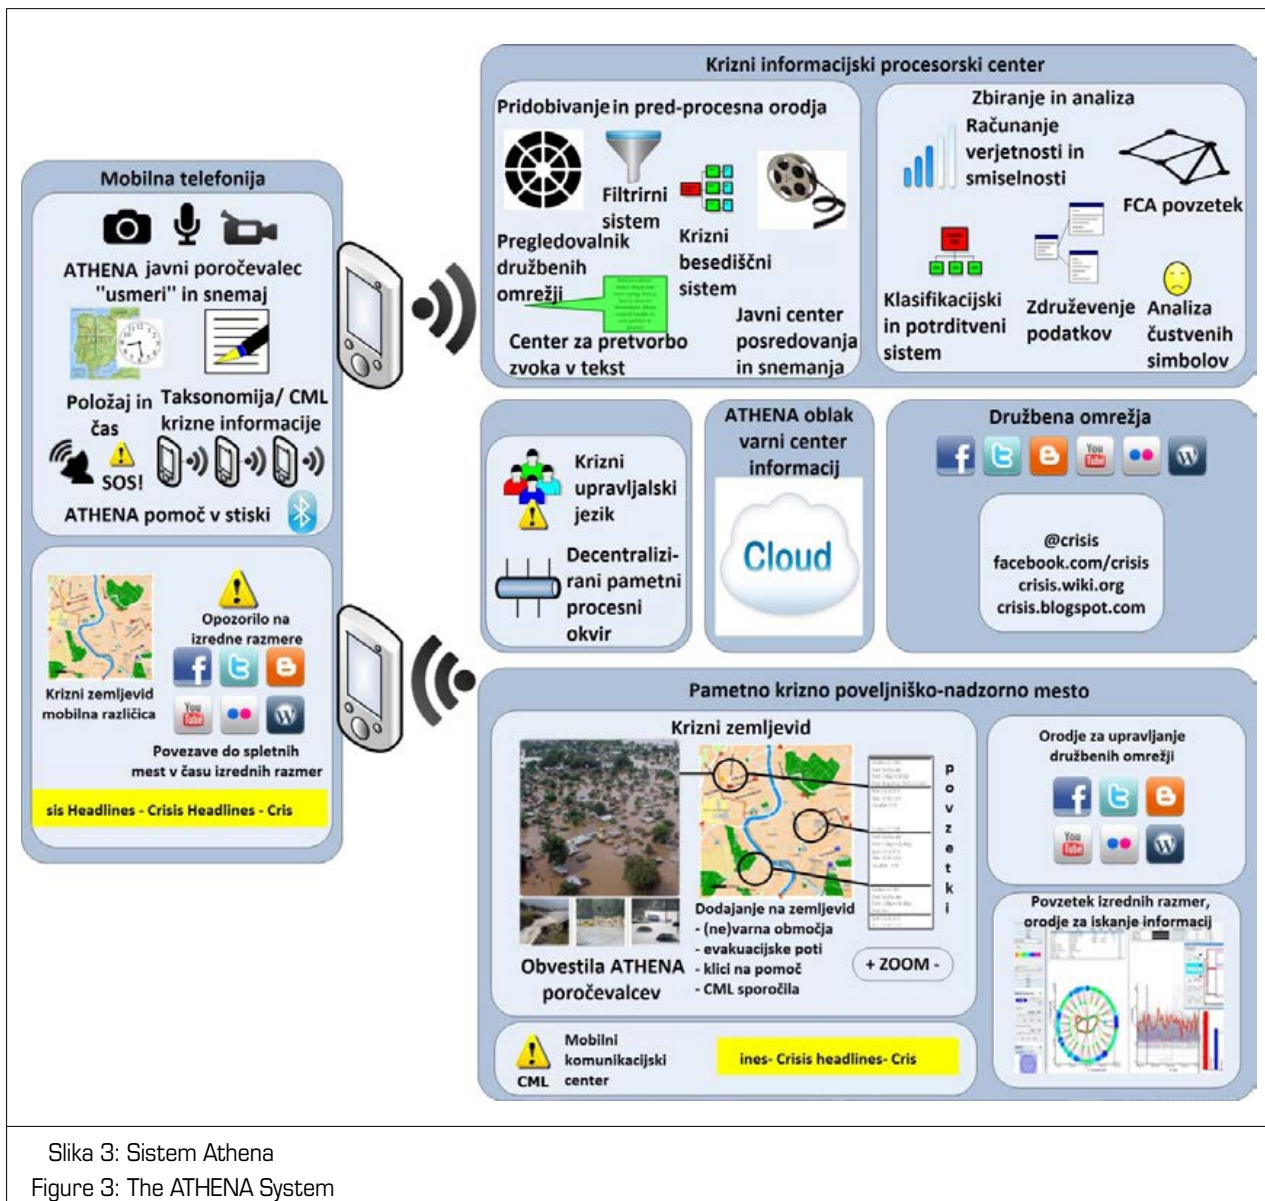 Mobilna telefonija
ATHENA javni poročevalec
"usmeri" in snemaj
Položaj in
čas
Taksonomija/ CML
krizne informacije
SOS!
ATHENA pomoč v stiski
Krizni zemljevid
mobilna različica
Opozorilo na
izredne razmere
You
Tube
Povezave do spletnih
mest v času izrednih razmer
sis Headlines - Crisis Headlines - Cris
Krizni informacijski procesorski center
Pridobivanje in pred-procesna orodja
Filtrirni
sistem
Pregledovalnik
družbenih
omrežji
Krizni
besediščni
sistem
Center za pretvorbo
zvoka v tekst
Javni center
posredovanja
in snemanja
Zbiranje in analiza
Računanje
verjetnosti in
smiselnosti
FCA povzetek
Klasifikacijski
in potrditveni
sistem
Združevenje
podatkov
Analiza
čustvenih
simbolov
Krizni
upravljalski
jezik
Decentralizi-
rani pametni
procesni
okvir
ATHENA oblak
varni center
informacij
Cloud
Družbena omrežja
You
Tube
@crisis
facebook.com/crisis
crisis.wiki.org
crisis.blogspot.com
Pametno krizno poveljniško-nadzorno mesto
Krizni zemljevid
Obvestila ATHENA
poročevalcev
Dodajanje na zemljevid
- (ne)varna območja
- evakuacijske poti
- klici na pomoč
- CML sporočila
povzetki
+ ZOOM -
Orodje za upravljanje
družbenih omrežji
You
Tube
Povzetek izrednih razmer,
orodje za iskanje informacij
CML
Mobilni
komunikacijski
center
ines- Crisis headlines- Cris
Slika 3: Sistem Athena
Figure 3: The ATHENA System